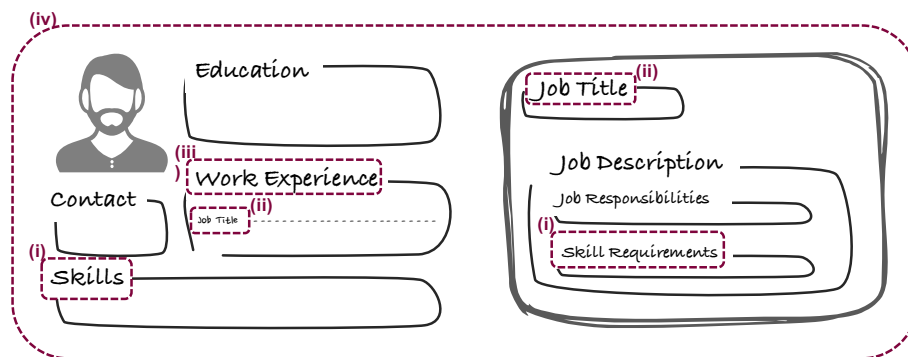 (iv)
Education
(iii)
Work Experience
(ii)
Job Title
Contact
(i)
Skills
(ii)
Job Title
Job Description
Job Responsibilities
(i)
Skill Requirements